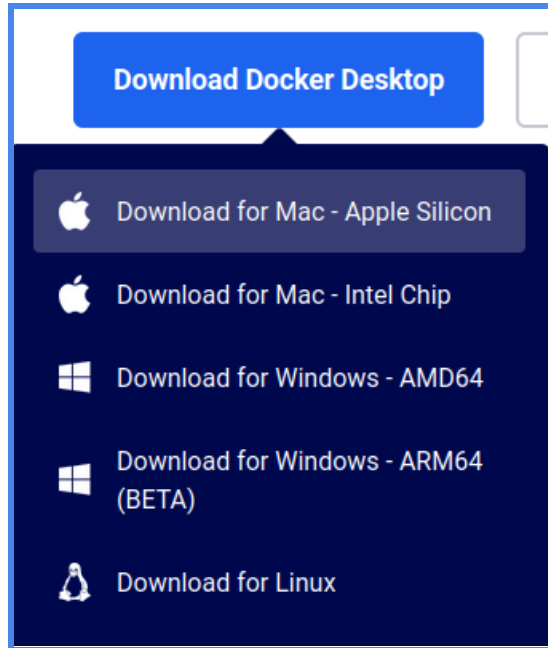 Download Docker Desktop
Download for Mac - Apple Silicon
Download for Mac - Intel Chip
Download for Windows - AMD64
Download for Windows - ARM64
(BETA)
Download for Linux